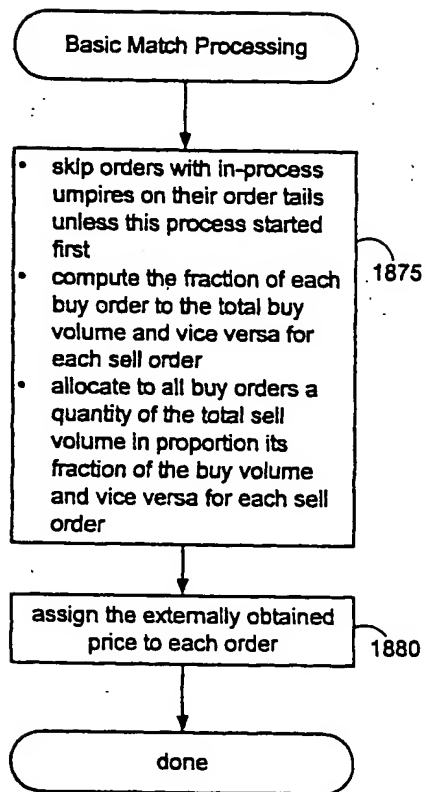 Basic Match Processing
• skip orders with in-process
umpires on their order tails
unless this process started
first
• compute the fraction of each
buy order to the total buy
volume and vice versa for
each sell order
• allocate to all buy orders a
quantity of the total sell
volume in proportion its
fraction of the buy volume
and vice versa for each sell
order
1875
assign the externally obtained
price to each order
1880
done